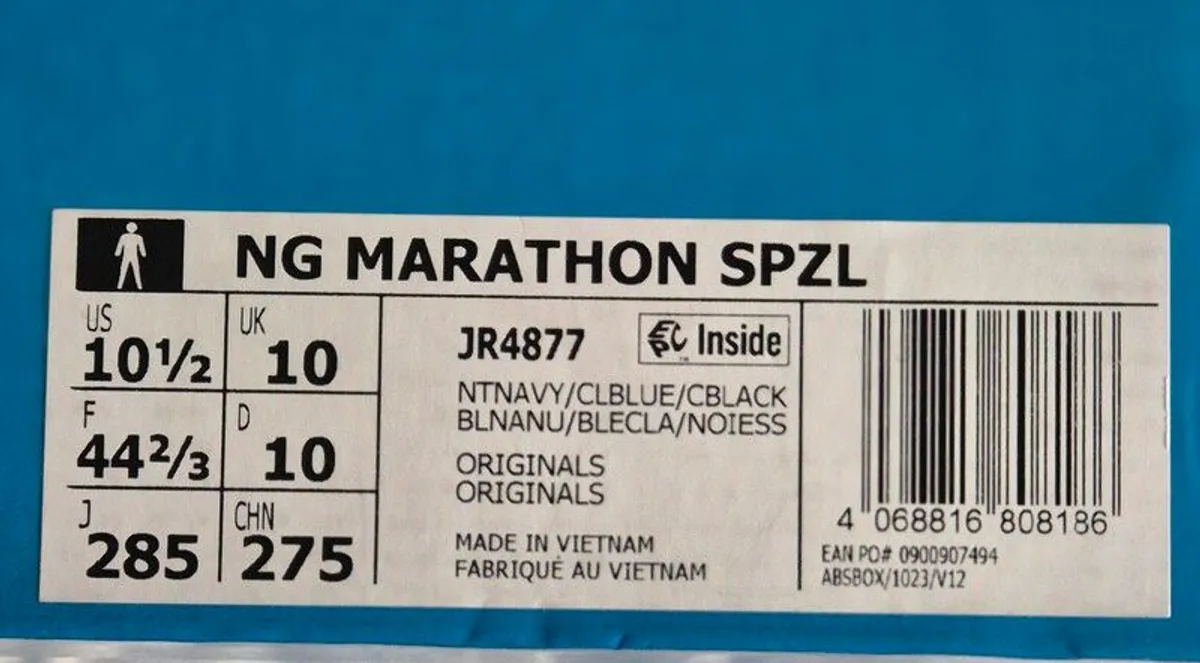 NG MARATHON SPZL
US
10½
UK
10
F
44⅔
D
10
J
285
CHN
275
JR4877
EPC™ Inside
NTNAVY/CLBLUE/CBLACK
BLNANU/BLECLA/NOIESS
ORIGINALS
ORIGINALS
MADE IN VIETNAM
FABRIQUÉ AU VIETNAM
4 068816 808186
EAN PO# 0900907494
ABSBOX/1023/V12